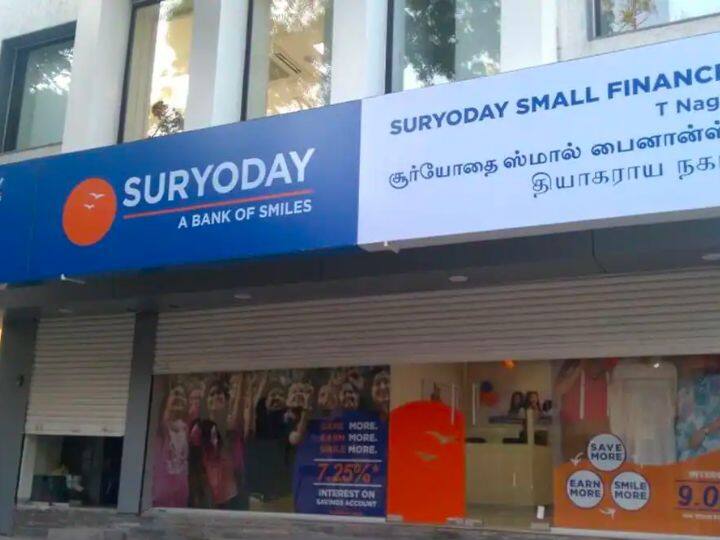 SURYODAY
A BANK OF SMILES
SURYODAY SMALL FINANCE
T Nag
சூர்யோதை ஸ்மால் பைனான்ஸ்
தியாகராய நக
SAVE MORE.
EARN MORE.
SMILE MORE.
7.25%*
INTEREST ON
SAVINGS ACCOUNT
SAVE
MORE
EARN
MORE
SMILE
MORE
9.0